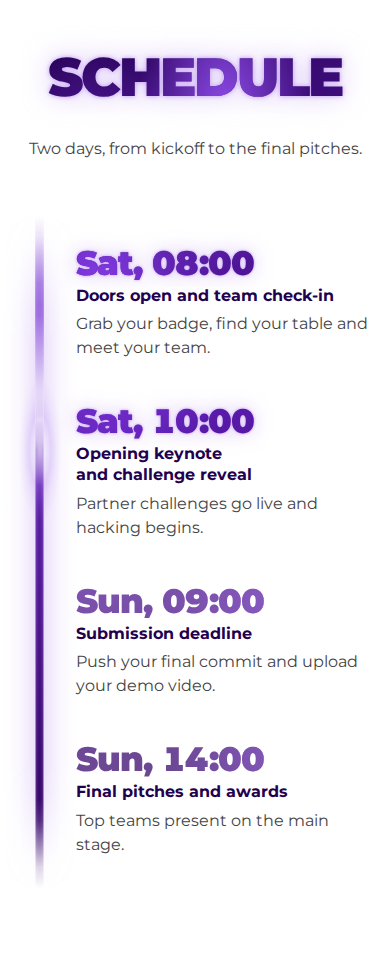 SCHEDULE
Two days, from kickoff to the final pitches.
Sat, 08:00
Doors open and team check-in
Grab your badge, find your table and
meet your team.
Sat, 10:00
Opening keynote
and challenge reveal
Partner challenges go live and
hacking begins.
Sun, 09:00
Submission deadline
Push your final commit and upload
your demo video.
Sun, 14:00
Final pitches and awards
Top teams present on the main
stage.